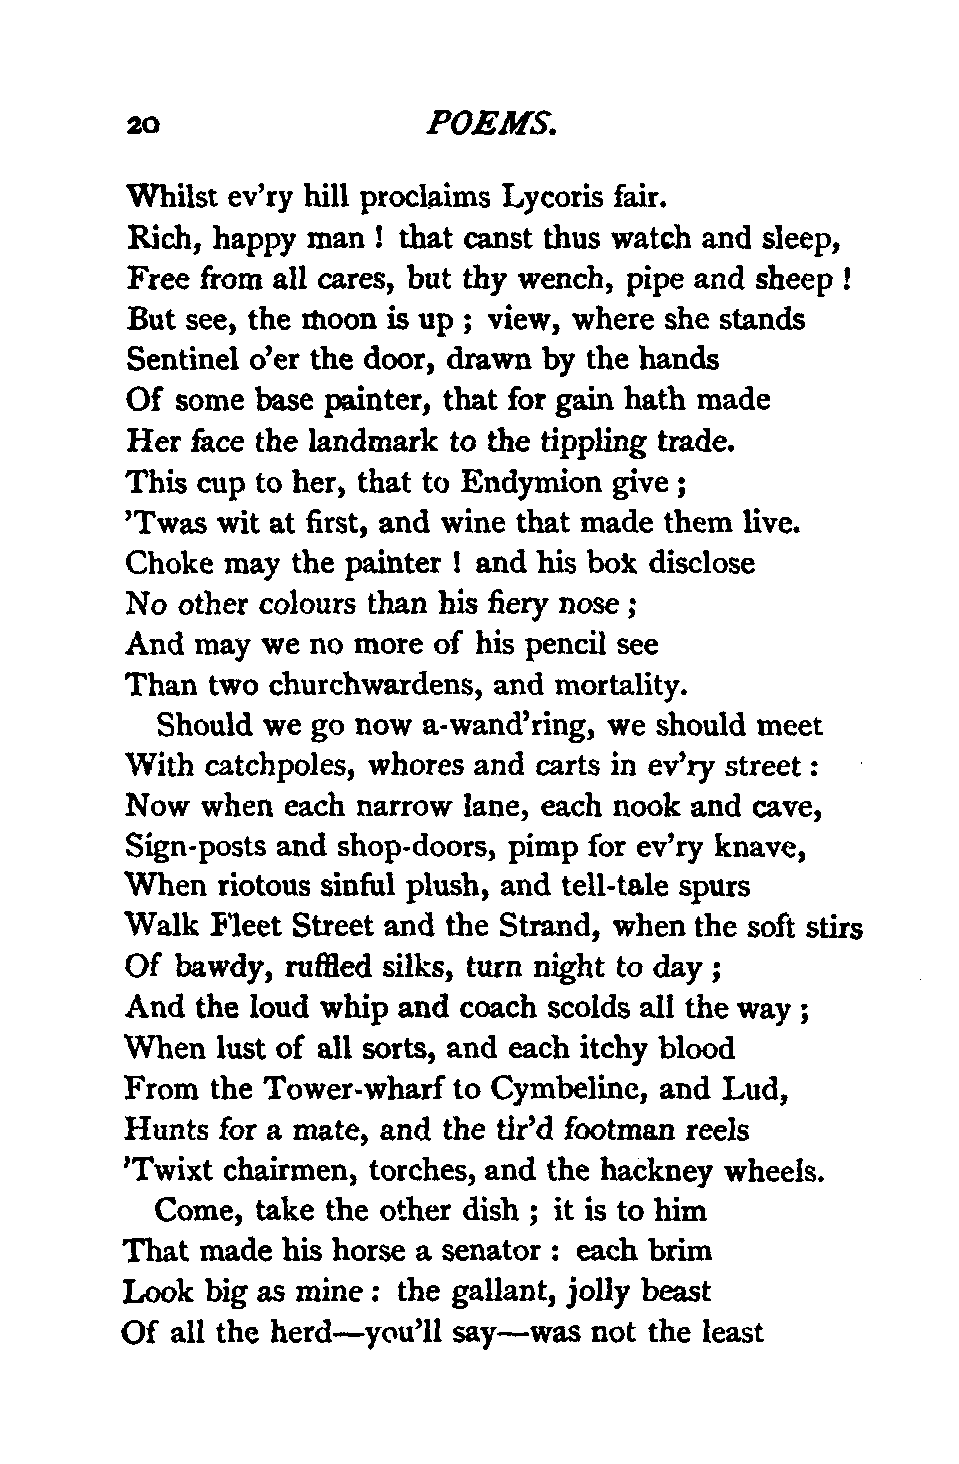 20 POEMS.
Whilst ev'ry hill proclaims Lycoris fair.
Rich, happy man ! that canst thus watch and sleep,
Free from all cares, but thy wench, pipe and sheep !
But see, the moon is up ; view, where she stands
Sentinel o'er the door, drawn by the hands
Of some base painter, that for gain hath made
Her face the landmark to the tippling trade.
This cup to her, that to Endymion give ;
'Twas wit at first, and wine that made them live.
Choke may the painter ! and his box disclose
No other colours than his fiery nose ;
And may we no more of his pencil see
Than two churchwardens, and mortality.
Should we go now a-wand'ring, we should meet
With catchpoles, whores and carts in ev'ry street :
Now when each narrow lane, each nook and cave,
Sign-posts and shop-doors, pimp for ev'ry knave,
When riotous sinful plush, and tell-tale spurs
Walk Fleet Street and the Strand, when the soft stirs
Of bawdy, ruffled silks, turn night to day ;
And the loud whip and coach scolds all the way ;
When lust of all sorts, and each itchy blood
From the Tower-wharf to Cymbeline, and Lud,
Hunts for a mate, and the tir'd footman reels
'Twixt chairmen, torches, and the hackney wheels.
Come, take the other dish ; it is to him
That made his horse a senator : each brim
Look big as mine : the gallant, jolly beast
Of all the herd—you'll say—was not the least